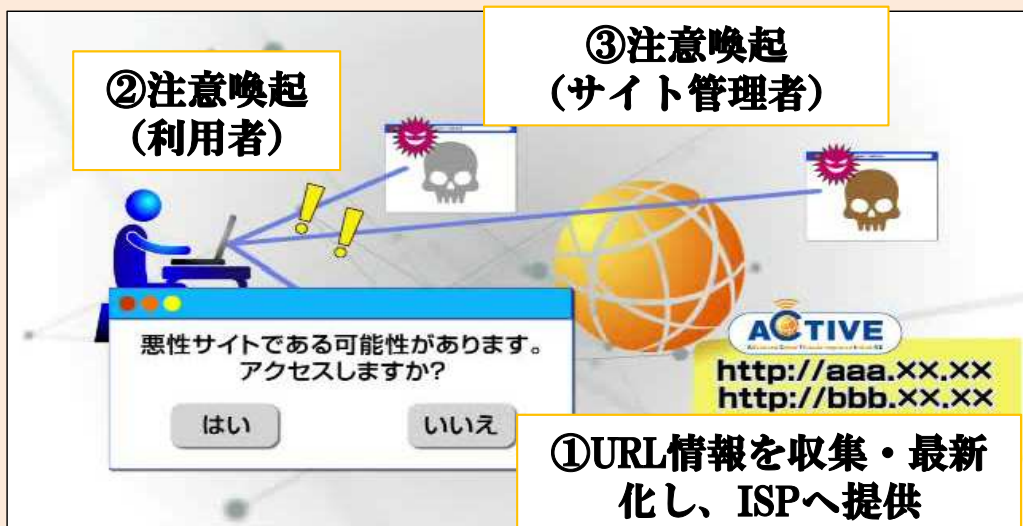 ②注意喚起
（利用者）
③注意喚起
（サイト管理者）
悪性サイトである可能性があります。
アクセスしますか?
はい
いいえ
ACTIVE
http://aaa.××.××
http://bbb.××.××
①URL情報を収集・最新
化し、ISPへ提供